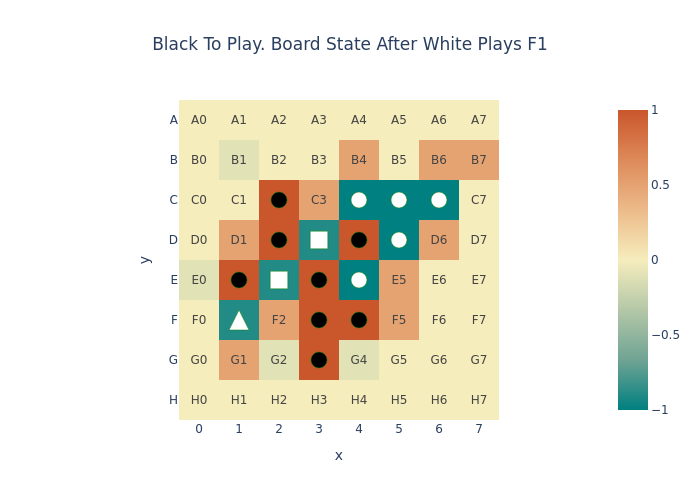 Black To Play. Board State After White Plays F1
A A0 A1 A2 A3 A4 A5 A6 A7
B B0 B1 B2 B3 B4 B5 B6 B7
C C0 C1 C3 C7
D D0 D1 D6 D7
E E0 E5 E6 E7
F F0 F2 F5 F6 F7
G G0 G1 G2 G4 G5 G6 G7
H H0 H1 H2 H3 H4 H5 H6 H7
0 1 2 3 4 5 6 7
x
y
1
0.5
0
−0.5
−1